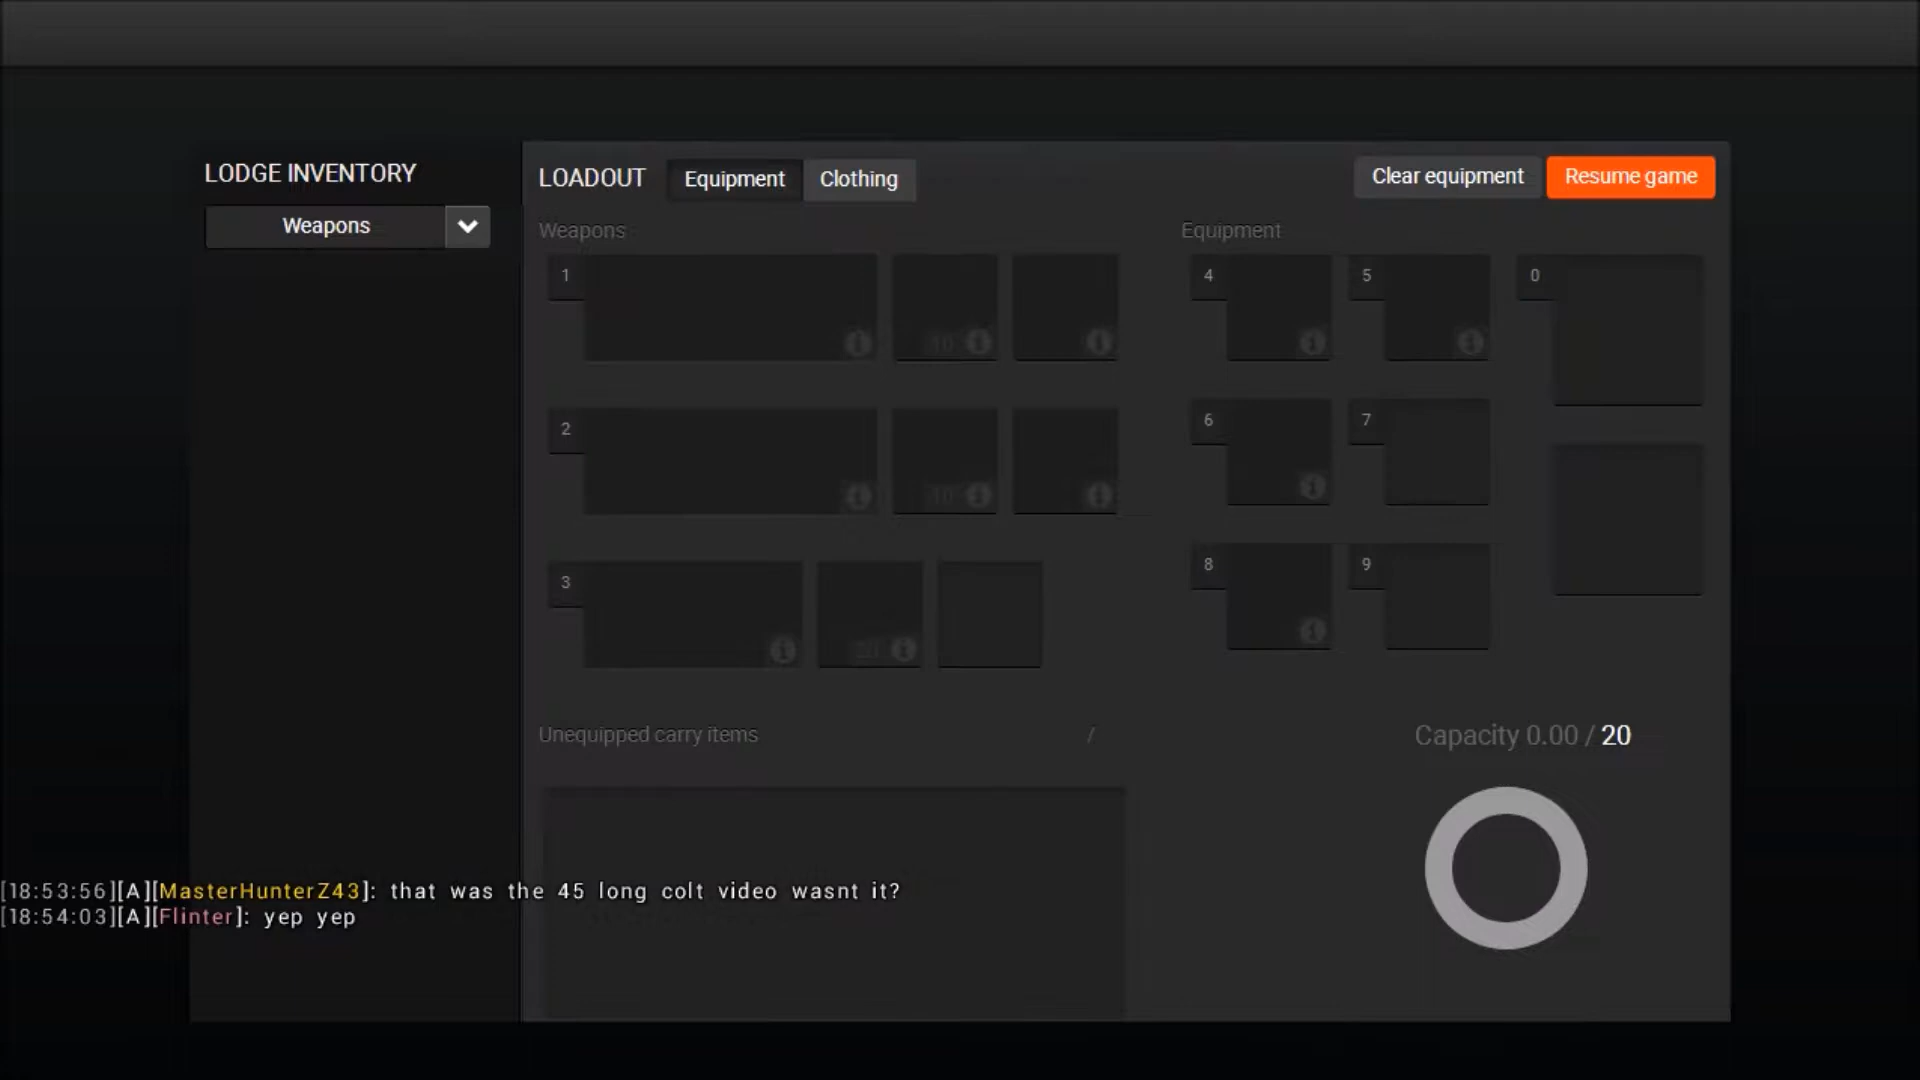 LODGE INVENTORY
Weapons
LOADOUT Equipment Clothing Clear equipment Resume game
Weapons Equipment
1 4 5 0
10
2 6 7
10
3 8 9
Unequipped carry items / Capacity 0.00 / 20
[18:53:56][A][MasterHunterZ43]: that was the 45 long colt video wasnt it?
[18:54:03][A][Flinter]: yep yep